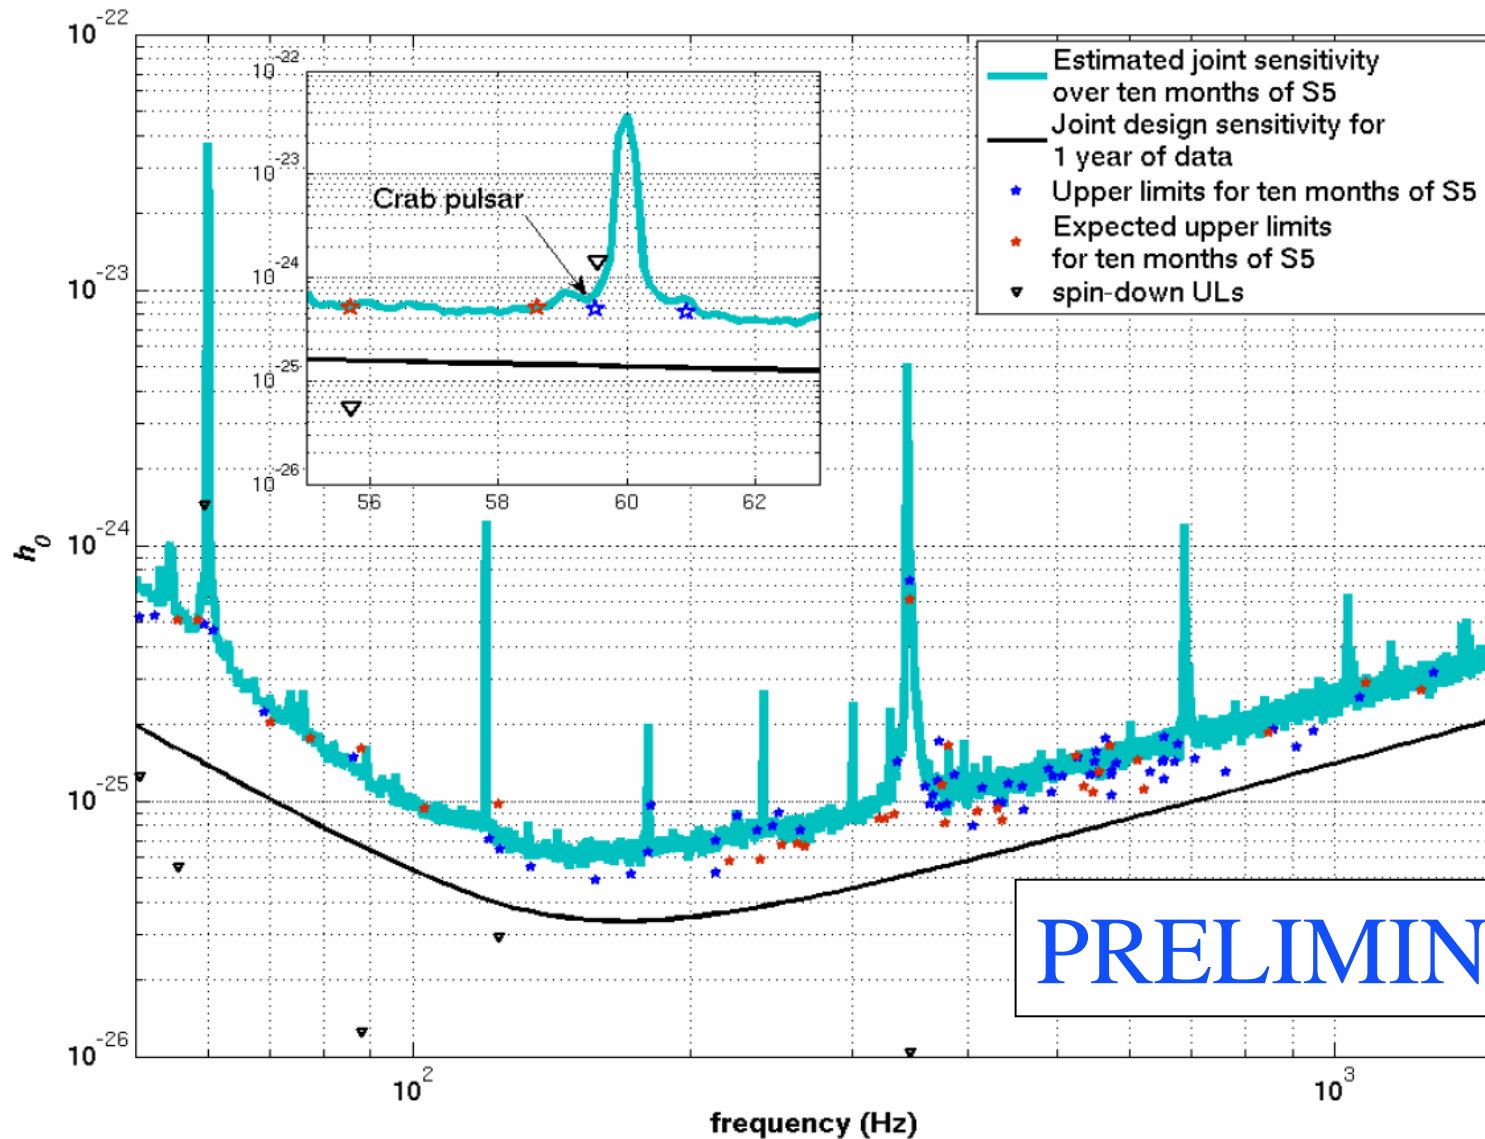 Estimated joint sensitivity
over ten months of S5
Joint design sensitivity for
1 year of data
Upper limits for ten months of S5
Expected upper limits
for ten months of S5
spin-down ULs
10^-22
10^-23
10^-24
10^-25
10^-26
h_0
10^2
10^3
frequency (Hz)
10^-22
10^-23
10^-24
10^-25
10^-26
56
58
60
62
Crab pulsar
PRELIMIN